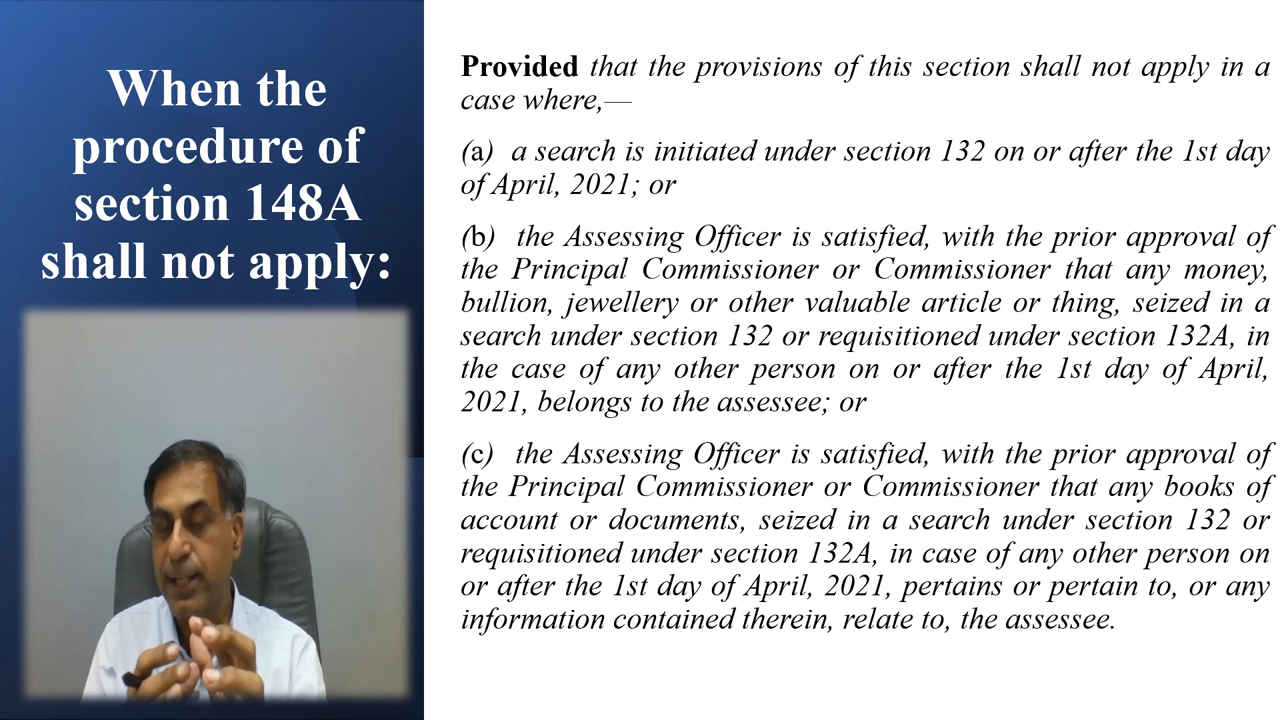 When the
procedure of
section 148A
shall not apply:
Provided that the provisions of this section shall not apply in a
case where,—
(a) a search is initiated under section 132 on or after the 1st day
of April, 2021; or
(b) the Assessing Officer is satisfied, with the prior approval of
the Principal Commissioner or Commissioner that any money,
bullion, jewellery or other valuable article or thing, seized in a
search under section 132 or requisitioned under section 132A, in
the case of any other person on or after the 1st day of April,
2021, belongs to the assessee; or
(c) the Assessing Officer is satisfied, with the prior approval of
the Principal Commissioner or Commissioner that any books of
account or documents, seized in a search under section 132 or
requisitioned under section 132A, in case of any other person on
or after the 1st day of April, 2021, pertains or pertain to, or any
information contained therein, relate to, the assessee.